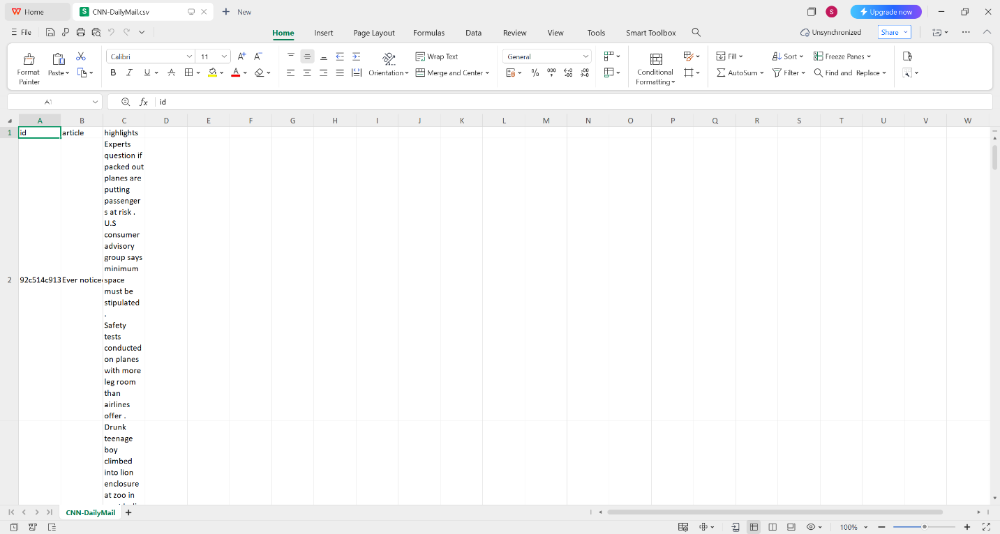 Home
CNN-DailyMail.csv
New
Upgrade now
File
Home Insert Page Layout Formulas Data Review View Tools Smart Toolbox
Unsynchronized
Share
Format Painter
Paste
Calibri
11
Orientation
Wrap Text
Merge and Center
General
Conditional Formatting
Fill
Sort
Freeze Panes
AutoSum
Filter
Find and Replace
A1
id
A B C D E F G H I J K L M N O P Q R S T U V W
1 id article highlights
Experts
question if
packed out
planes are
putting
passenger
s at risk .
U.S
consumer
advisory
group says
minimum
2 92c514c913 Ever notice space
must be
stipulated
.
Safety
tests
conducted
on planes
with more
leg room
than
airlines
offer .
Drunk
teenage
boy
climbed
into lion
enclosure
at zoo in
CNN-DailyMail
100%